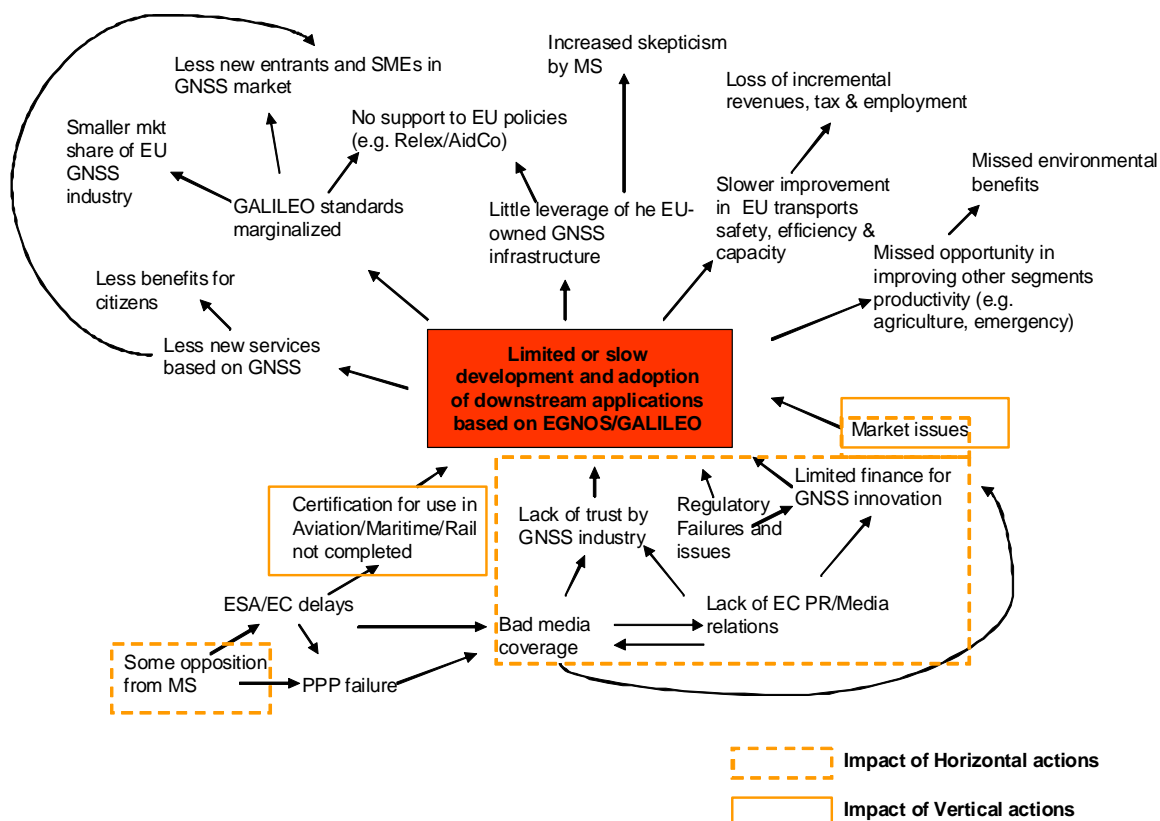 Increased skepticism
by MS
Less new entrants and SMEs in
GNSS market
Loss of incremental
revenues, tax & employment
Smaller mkt
share of EU
GNSS
industry
No support to EU policies
(e.g. Relex/AidCo)
Missed environmental
benefits
GALILEO standards
marginalized
Little leverage of he EU-
owned GNSS
infrastructure
Slower improvement
in EU transports
safety, efficiency &
capacity
Missed opportunity in
improving other segments
productivity (e.g.
agriculture, emergency)
Less benefits for
citizens
Less new services
based on GNSS
Limited or slow
development and adoption
of downstream applications
based on EGNOS/GALILEO
Market issues
Certification for use in
Aviation/Maritime/Rail
not completed
Lack of trust by
GNSS industry
Regulatory
Failures and
issues
Limited finance for
GNSS innovation
ESA/EC delays
Bad media
coverage
Lack of EC PR/Media
relations
Some opposition
from MS
PPP failure
Impact of Horizontal actions
Impact of Vertical actions